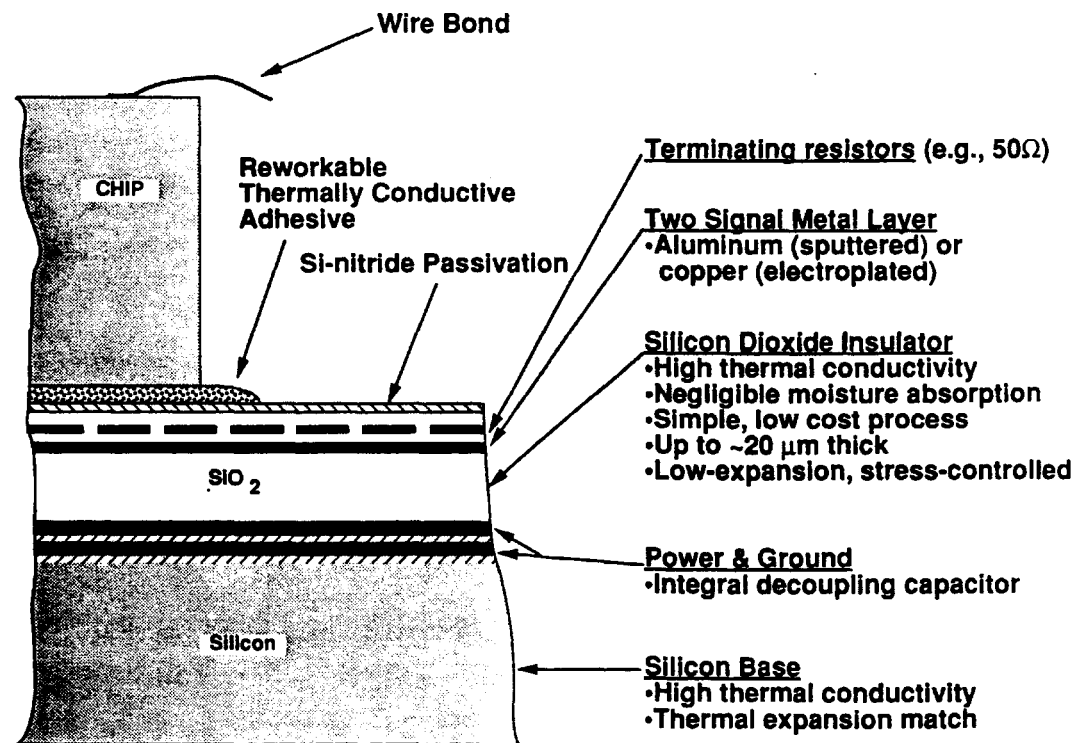 Wire Bond
CHIP
Reworkable
Thermally Conductive
Adhesive
Si-nitride Passivation
Terminating resistors (e.g., 50Ω)
Two Signal Metal Layer
•Aluminum (sputtered) or
copper (electroplated)
Silicon Dioxide Insulator
•High thermal conductivity
•Negligible moisture absorption
•Simple, low cost process
•Up to ~20 µm thick
•Low-expansion, stress-controlled
SiO2
Power & Ground
•Integral decoupling capacitor
Silicon
Silicon Base
•High thermal conductivity
•Thermal expansion match